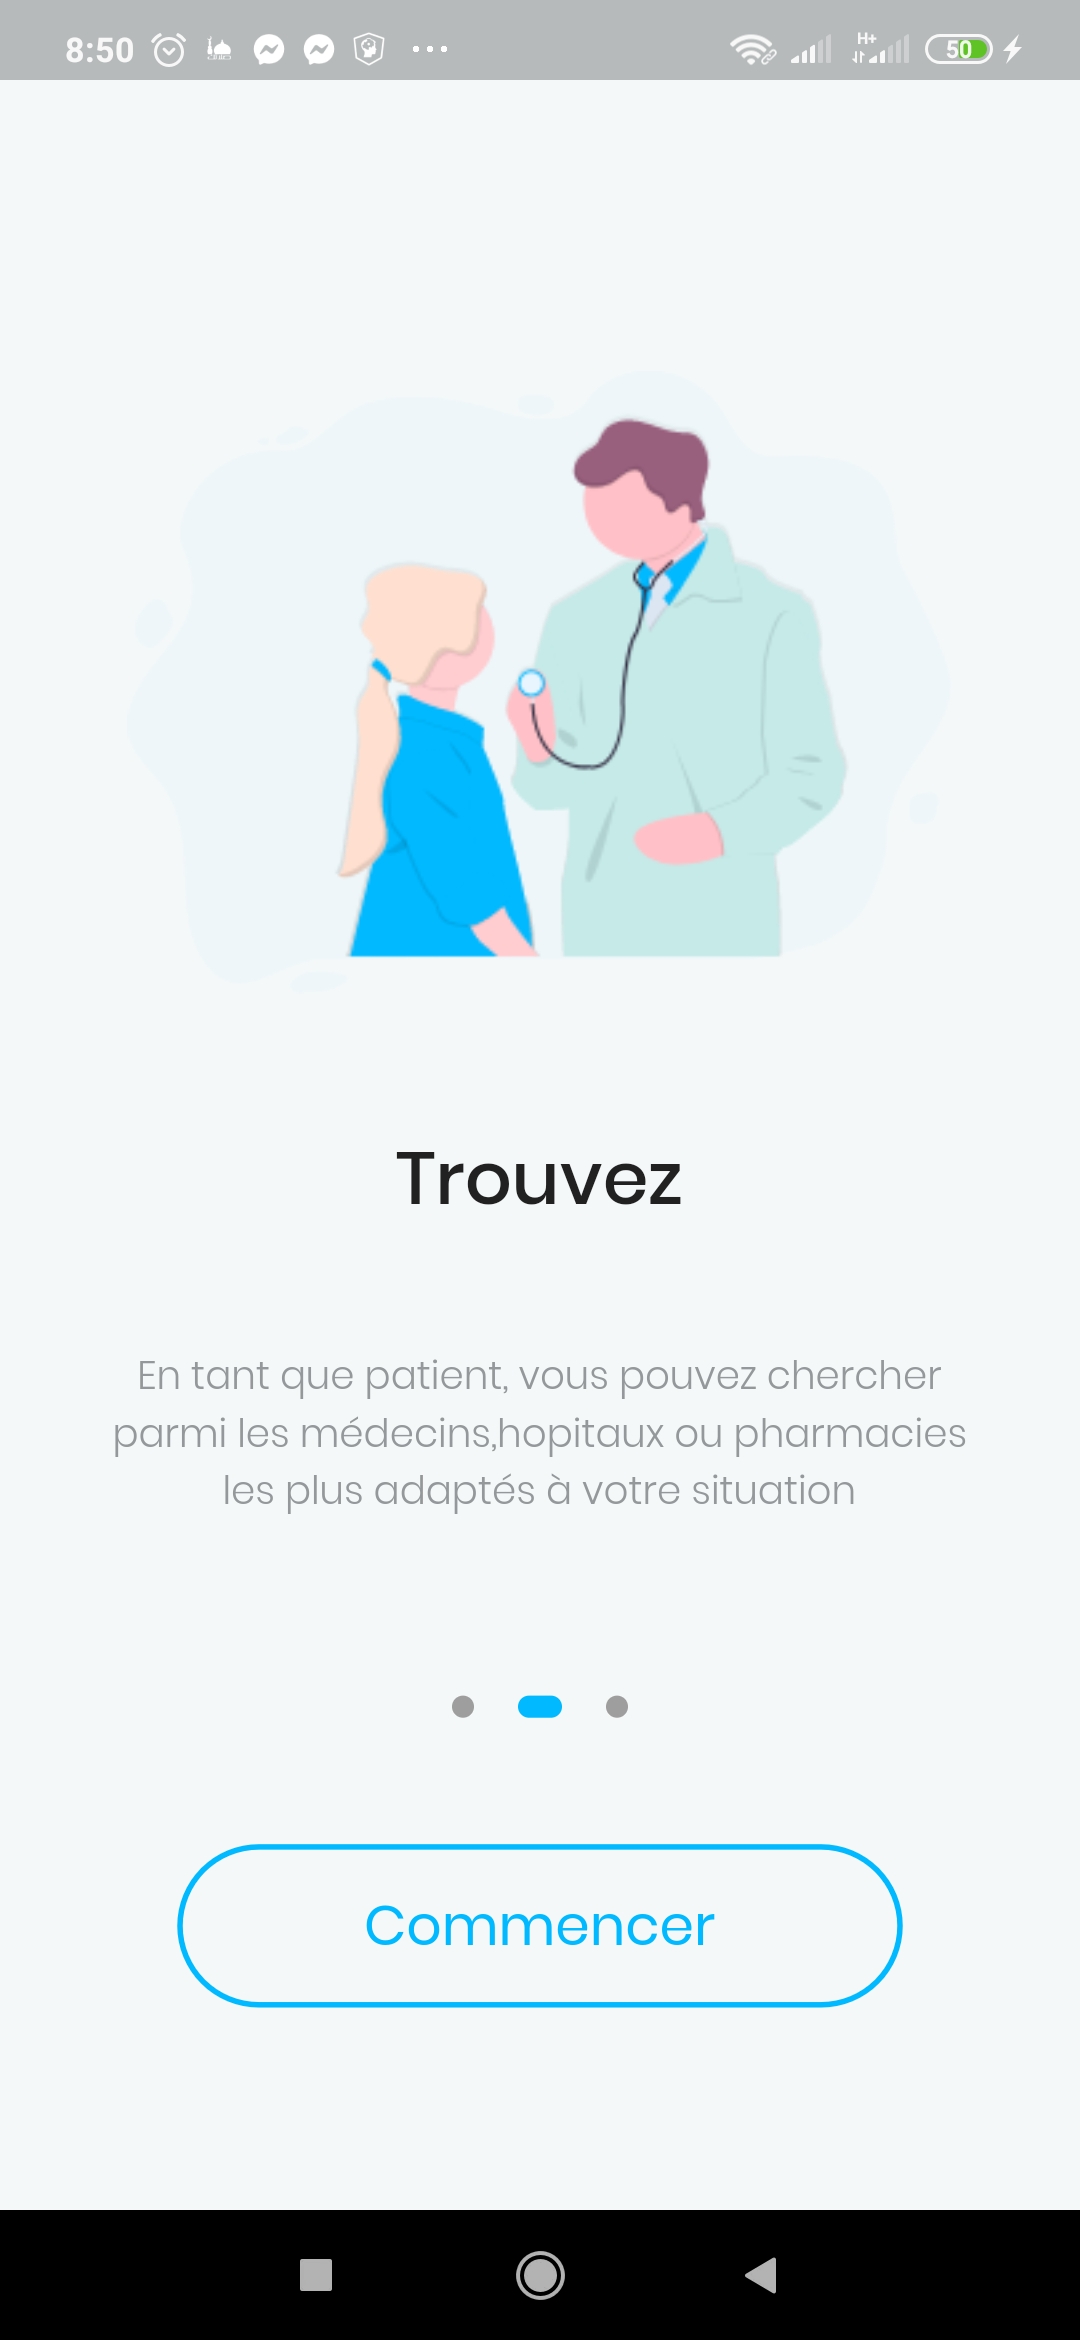 8:50
H+
50
Trouvez
En tant que patient, vous pouvez chercher
parmi les médecins,hopitaux ou pharmacies
les plus adaptés à votre situation
Commencer